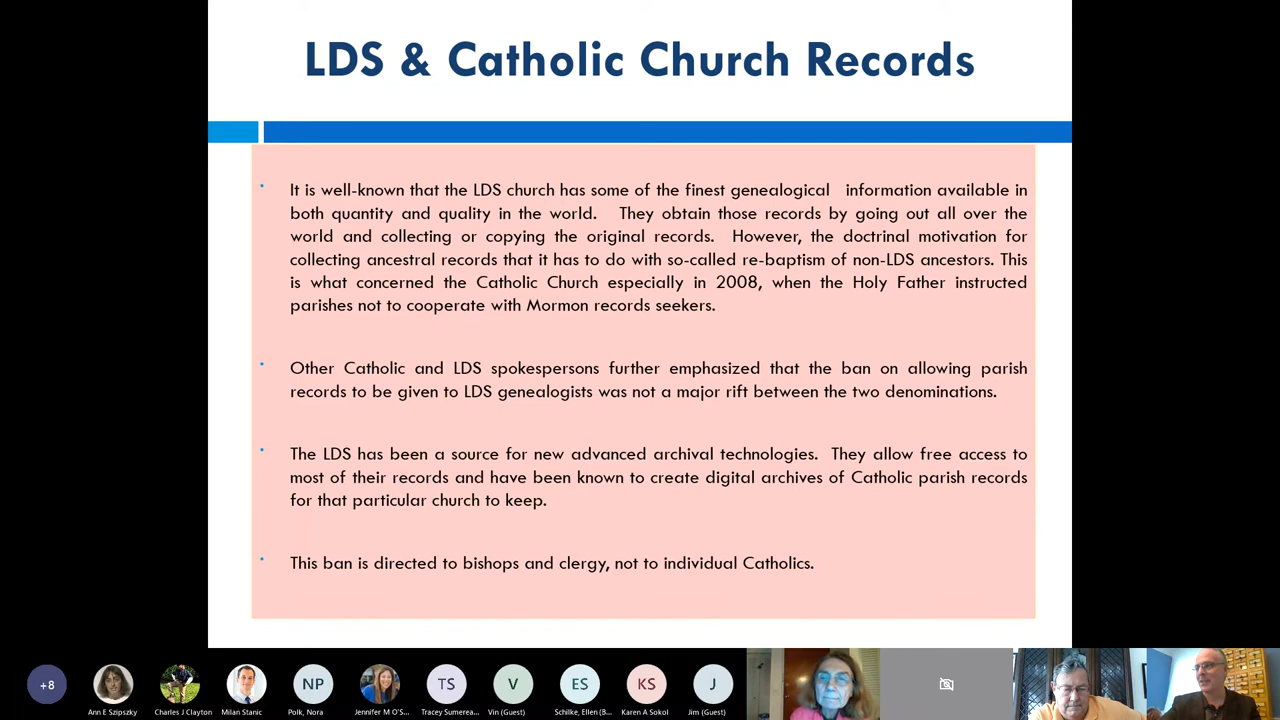 LDS & Catholic Church Records
• It is well-known that the LDS church has some of the finest genealogical information available in
both quantity and quality in the world. They obtain those records by going out all over the
world and collecting or copying the original records. However, the doctrinal motivation for
collecting ancestral records that it has to do with so-called re-baptism of non-LDS ancestors. This
is what concerned the Catholic Church especially in 2008, when the Holy Father instructed
parishes not to cooperate with Mormon records seekers.
• Other Catholic and LDS spokespersons further emphasized that the ban on allowing parish
records to be given to LDS genealogists was not a major rift between the two denominations.
• The LDS has been a source for new advanced archival technologies. They allow free access to
most of their records and have been known to create digital archives of Catholic parish records
for that particular church to keep.
• This ban is directed to bishops and clergy, not to individual Catholics.
+8
NP
TS
V
ES
KS
J
Ann E Szipszky
Charles J Clayton
Milan Stanic
Polk, Nora
Jennifer M O'S...
Tracey Sumerea...
Vin (Guest)
Schilke, Ellen (B...
Karen A Sokol
Jim (Guest)